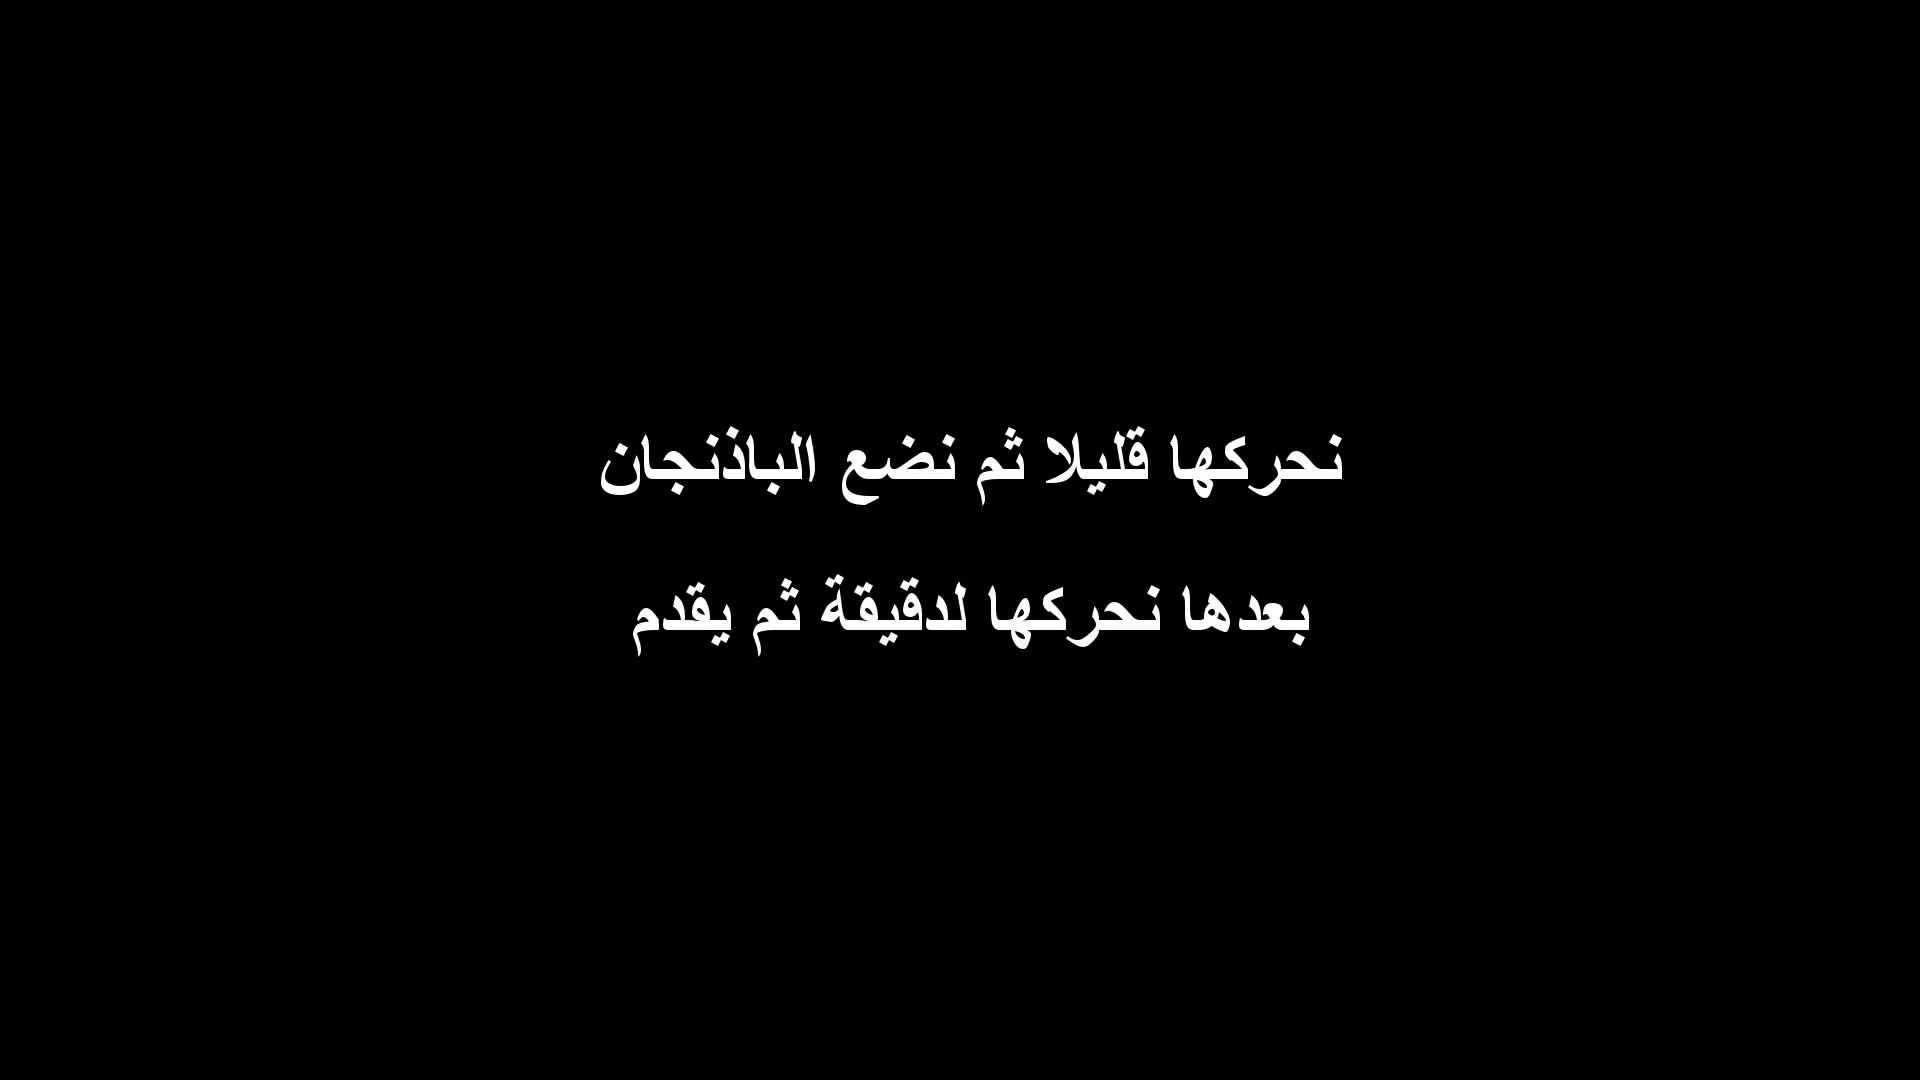 نحركها قليلا ثم نضع الباذنجان
بعدها نحركها لدقيقة ثم يقدم